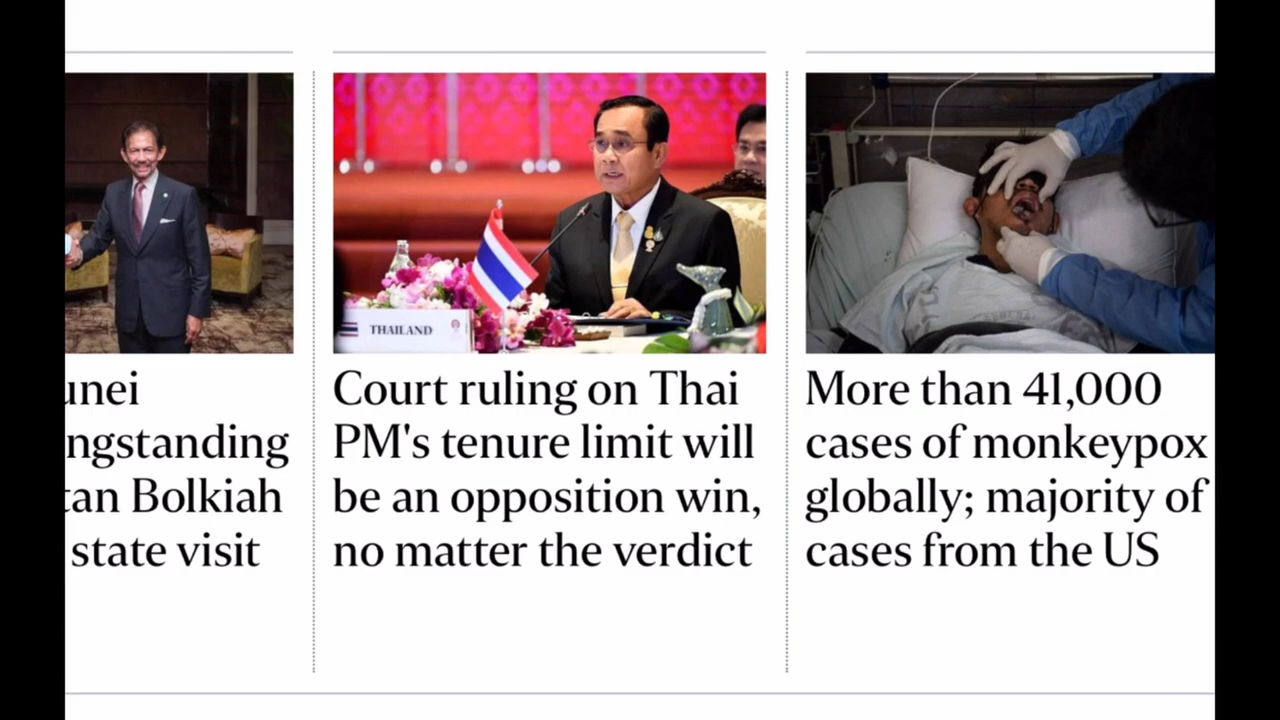 THAILAND
unei
ngstanding
tan Bolkiah
state visit
Court ruling on Thai
PM's tenure limit will
be an opposition win,
no matter the verdict
More than 41,000
cases of monkeypox
globally; majority of
cases from the US